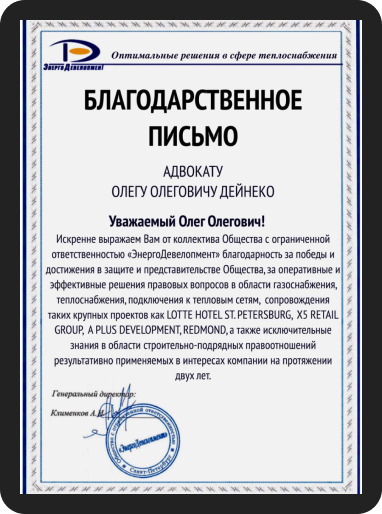 ЭнергоДевелопмент
Оптимальные решения в сфере теплоснабжения
БЛАГОДАРСТВЕННОЕ
ПИСЬМО
АДВОКАТУ
ОЛЕГУ ОЛЕГОВИЧУ ДЕЙНЕКО
Уважаемый Олег Олегович!
Искренне выражаем Вам от коллектива Общества с ограниченной
ответственностью «ЭнергоДевелопмент» благодарность за победы и
достижения в защите и представительстве Общества, за оперативные и
эффективные решения правовых вопросов в области газоснабжения,
теплоснабжения, подключения к тепловым сетям, сопровождения
таких крупных проектов как LOTTE HOTEL ST. PETERSBURG, X5 RETAIL
GROUP, A PLUS DEVELOPMENT, REDMOND, а также исключительные
знания в области строительно-подрядных правоотношений
результативно применяемых в интересах компании на протяжении
двух лет.
Генеральный директор:
Клименков А.И
Общество с ограниченной ответственностью
«ЭнергоДевелопмент»
Санкт-Петербург